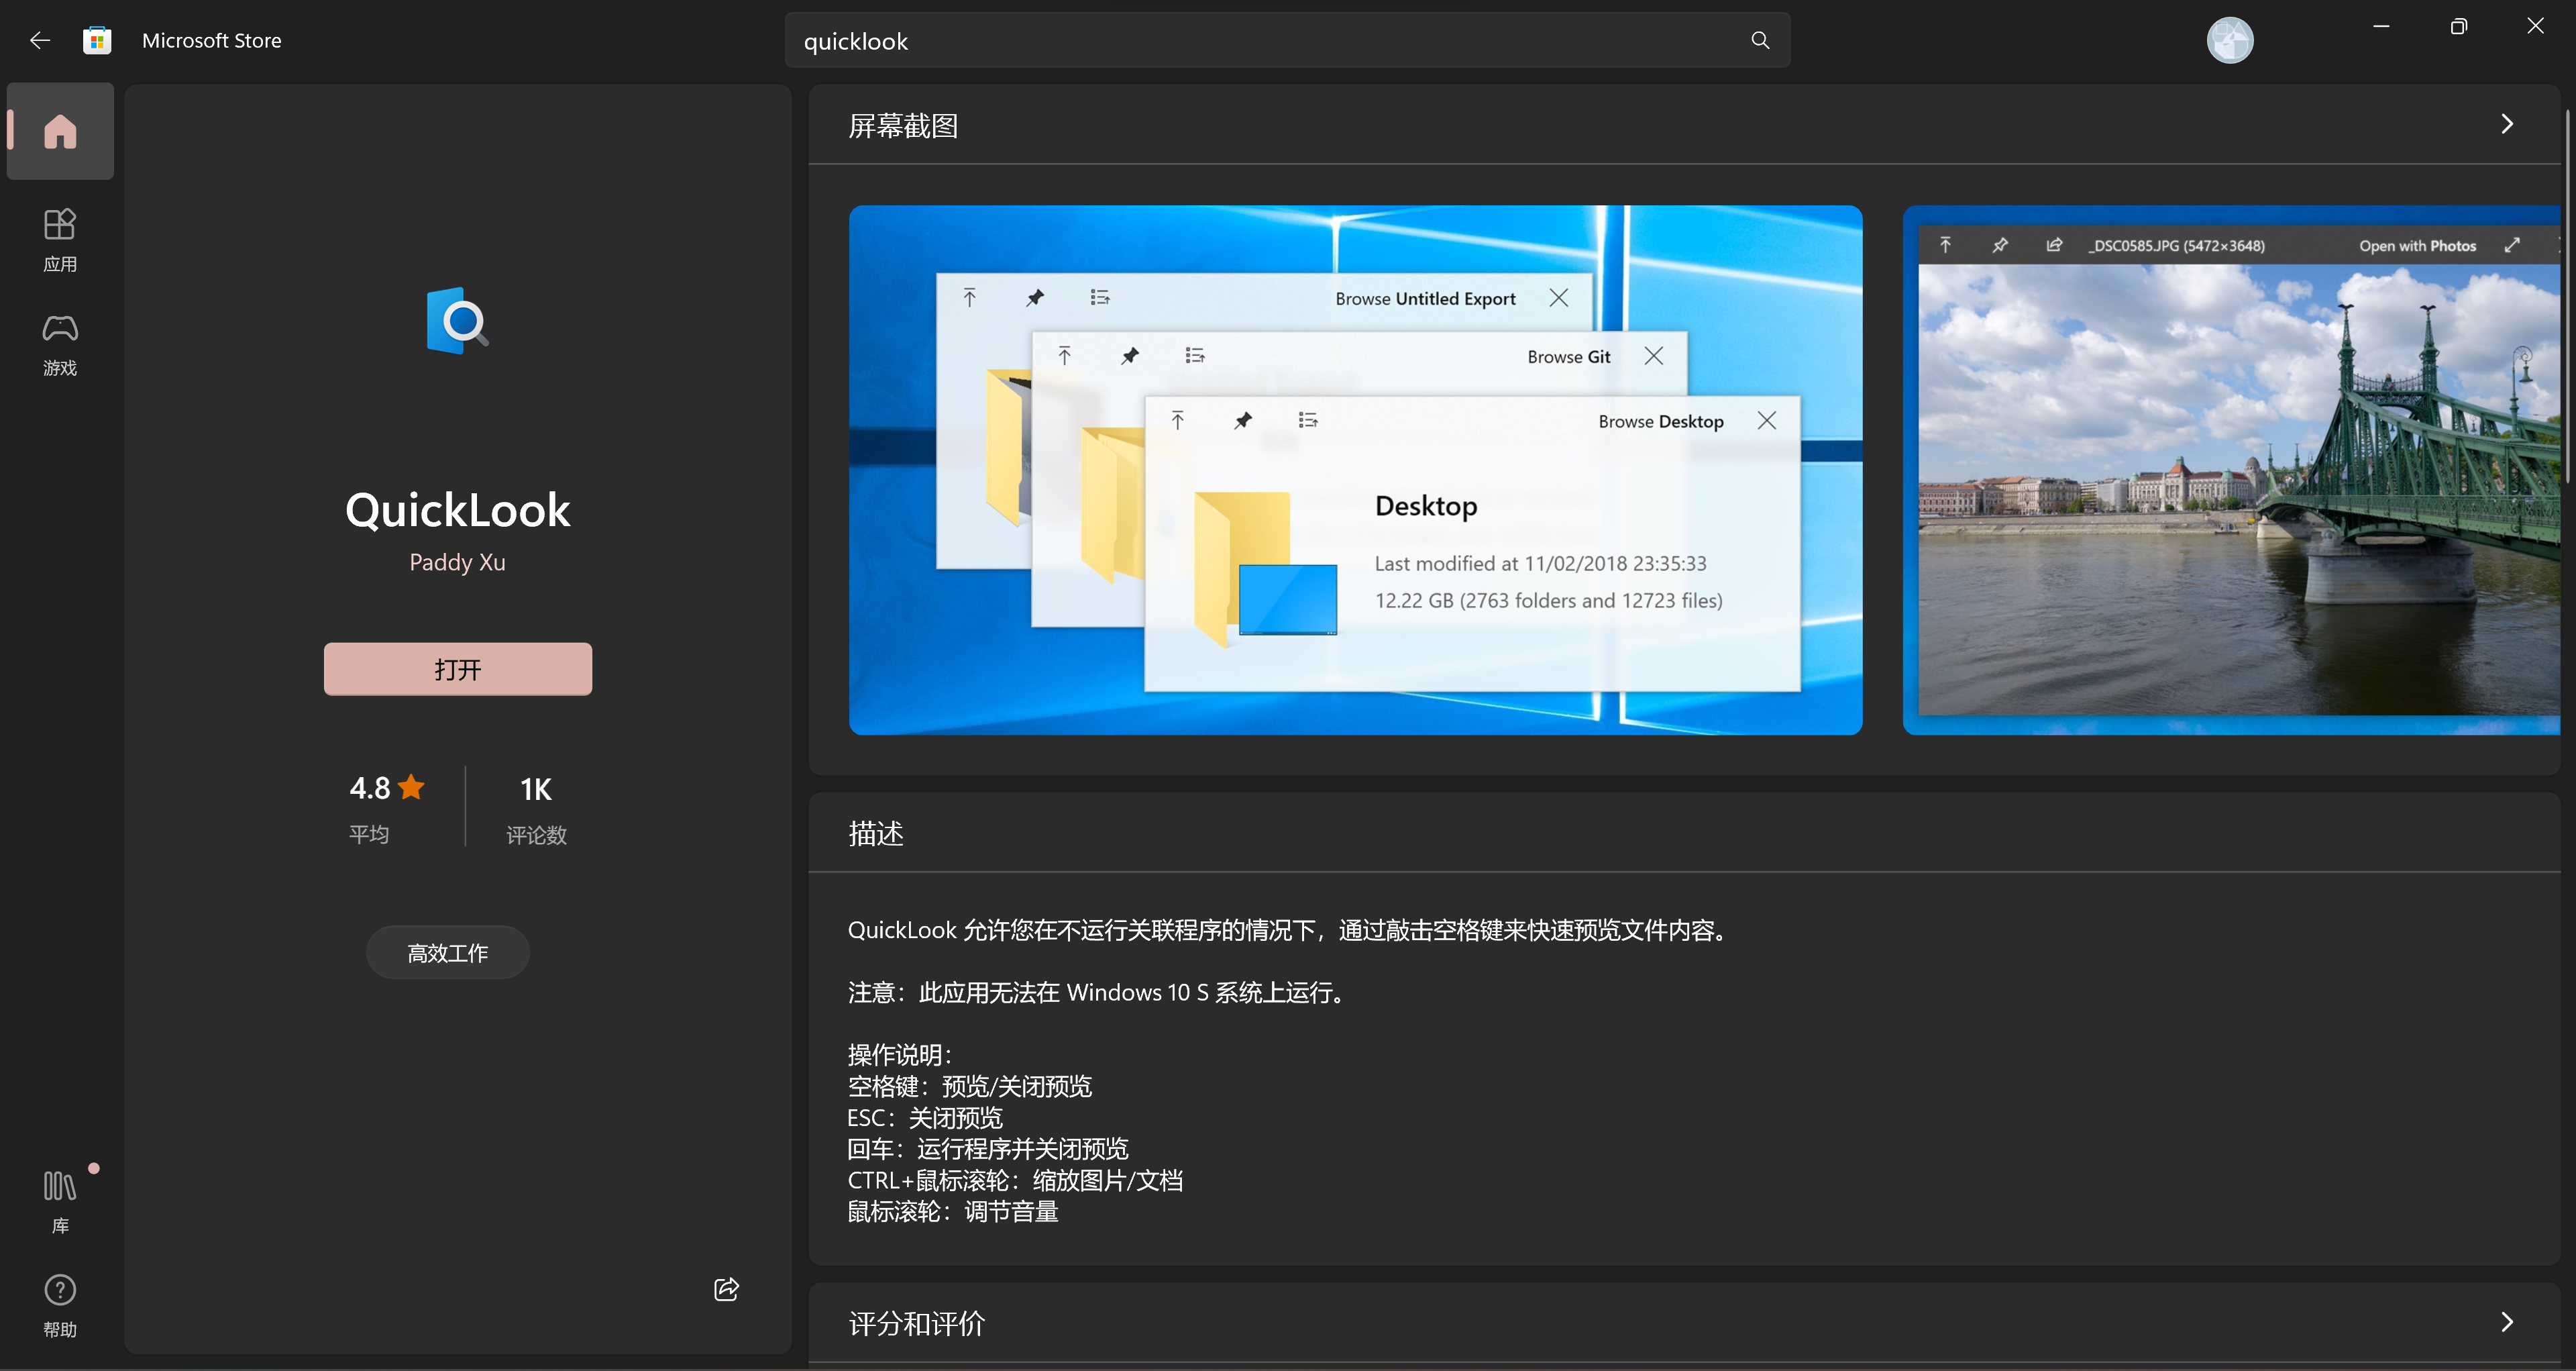 Microsoft Store
quicklook
应用
游戏
库
帮助
QuickLook
Paddy Xu
打开
4.8
平均
1K
评论数
高效工作
屏幕截图
Browse Untitled Export
Browse Git
Browse Desktop
Desktop
Last modified at 11/02/2018 23:35:33
12.22 GB (2763 folders and 12723 files)
_DSC0585.JPG (5472×3648)
Open with Photos
描述
QuickLook 允许您在不运行关联程序的情况下，通过敲击空格键来快速预览文件内容。
注意：此应用无法在 Windows 10 S 系统上运行。
操作说明：
空格键：预览/关闭预览
ESC：关闭预览
回车：运行程序并关闭预览
CTRL+鼠标滚轮：缩放图片/文档
鼠标滚轮：调节音量
评分和评价